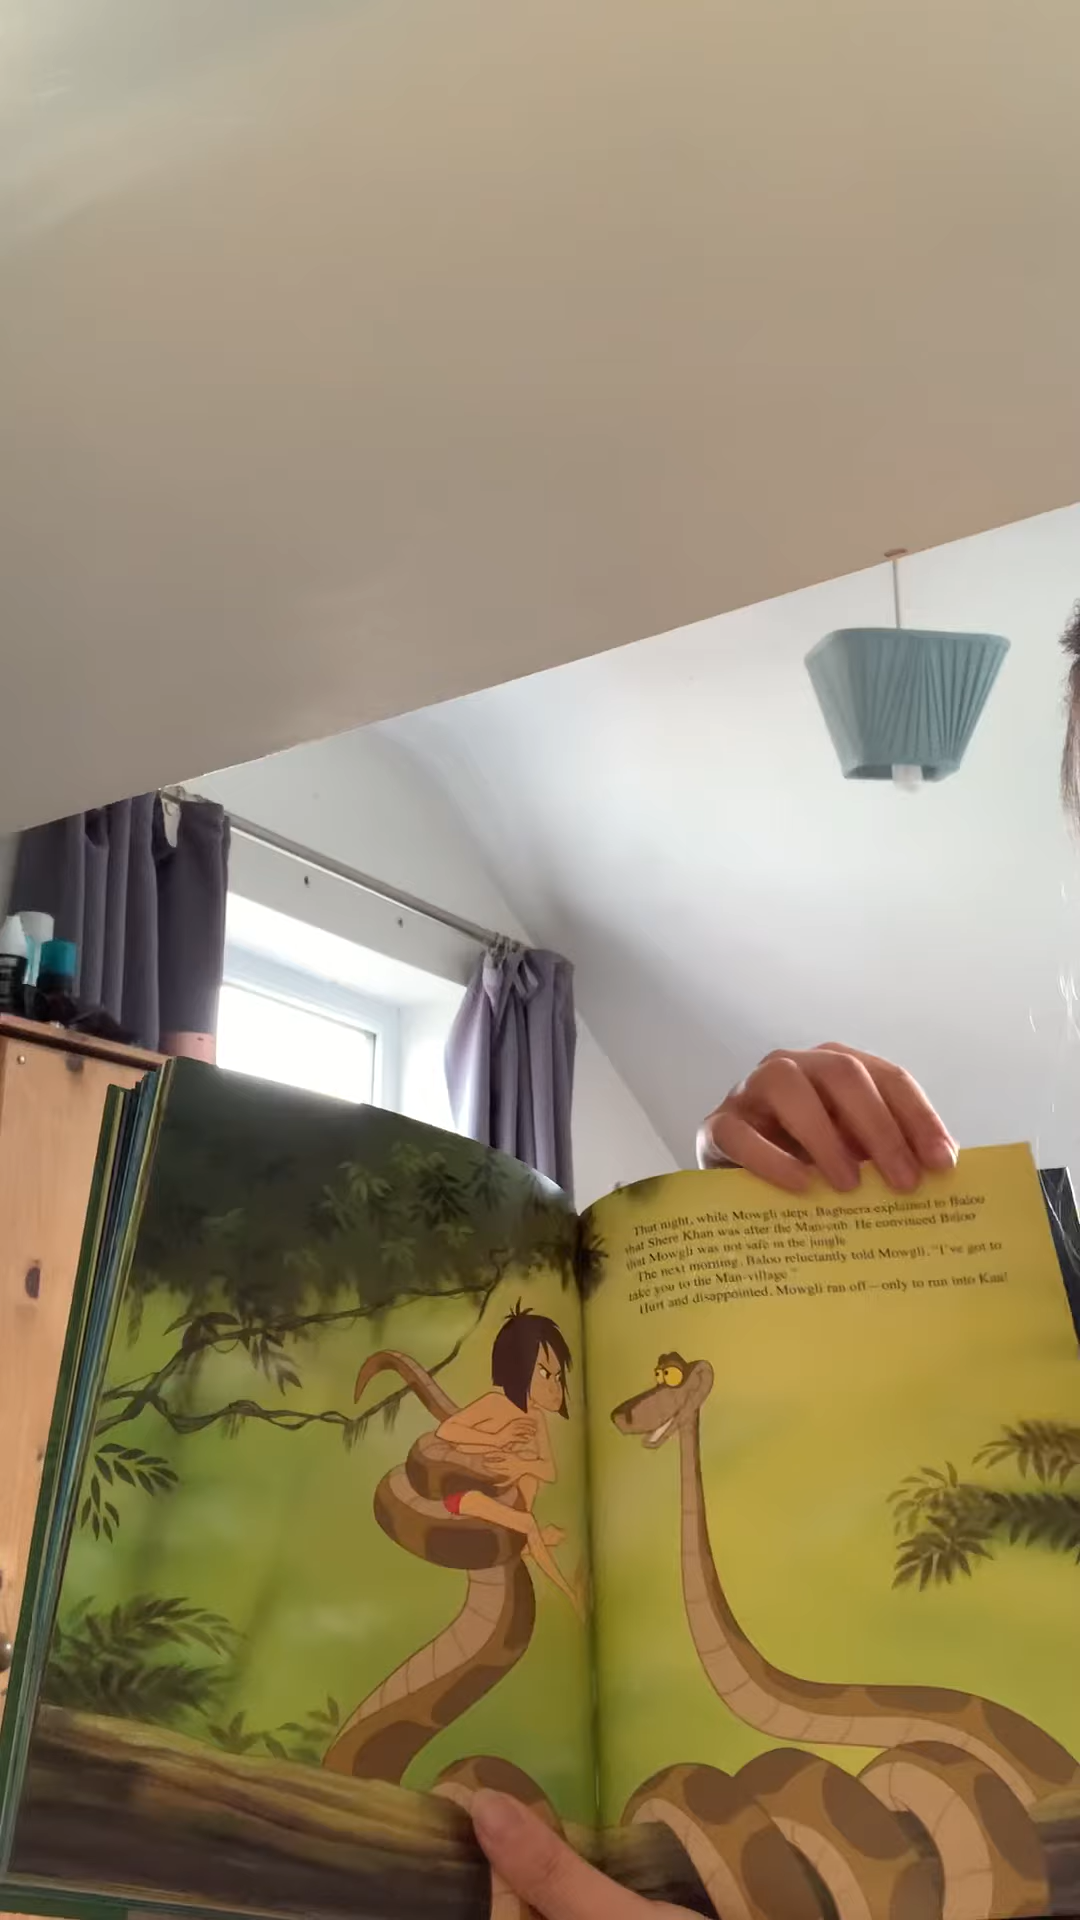 That night, while Mowgli slept, Bagheera explained to Baloo
that Shere Khan was after the Man-cub. He convinced Baloo
that Mowgli was not safe in the jungle.
The next morning, Baloo reluctantly told Mowgli, "I've got to
take you to the Man-village."
Hurt and disappointed, Mowgli ran off—only to run into Kaa!